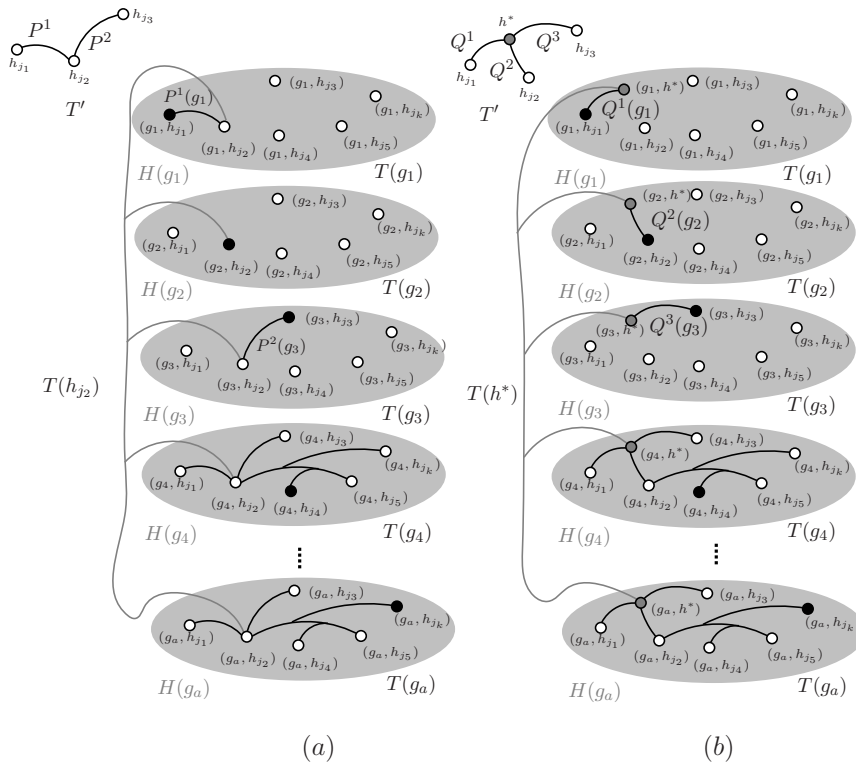 $P^1$ $P^2$ $h_{j_3}$
$h_{j_1}$ $h_{j_2}$
$T'$
$P^1(g_1)$ $(g_1, h_{j_3})$
$(g_1, h_{j_1})$ $(g_1, h_{j_2})$ $(g_1, h_{j_4})$ $(g_1, h_{j_5})$ $(g_1, h_{j_k})$
$H(g_1)$ $T(g_1)$
$(g_2, h_{j_3})$
$(g_2, h_{j_1})$ $(g_2, h_{j_2})$ $(g_2, h_{j_4})$ $(g_2, h_{j_5})$ $(g_2, h_{j_k})$
$H(g_2)$ $T(g_2)$
$(g_3, h_{j_3})$
$P^2(g_3)$
$(g_3, h_{j_1})$ $(g_3, h_{j_2})$ $(g_3, h_{j_4})$ $(g_3, h_{j_5})$ $(g_3, h_{j_k})$
$T(h_{j_2})$
$H(g_3)$ $T(g_3)$
$(g_4, h_{j_3})$
$(g_4, h_{j_1})$ $(g_4, h_{j_2})$ $(g_4, h_{j_4})$ $(g_4, h_{j_5})$ $(g_4, h_{j_k})$
$H(g_4)$ $T(g_4)$
$(g_a, h_{j_3})$
$(g_a, h_{j_1})$ $(g_a, h_{j_2})$ $(g_a, h_{j_4})$ $(g_a, h_{j_5})$ $(g_a, h_{j_k})$
$H(g_a)$ $T(g_a)$
$(a)$
$h^*$
$Q^1$ $Q^2$ $Q^3$
$h_{j_1}$ $h_{j_2}$ $h_{j_3}$
$T'$
$(g_1, h^*)$ $(g_1, h_{j_3})$
$Q^1(g_1)$
$(g_1, h_{j_1})$ $(g_1, h_{j_2})$ $(g_1, h_{j_4})$ $(g_1, h_{j_5})$ $(g_1, h_{j_k})$
$H(g_1)$ $T(g_1)$
$(g_2, h^*)$ $(g_2, h_{j_3})$
$Q^2(g_2)$
$(g_2, h_{j_1})$ $(g_2, h_{j_2})$ $(g_2, h_{j_4})$ $(g_2, h_{j_5})$ $(g_2, h_{j_k})$
$H(g_2)$ $T(g_2)$
$(g_3, h^*)$ $Q^3(g_3)$ $(g_3, h_{j_3})$
$(g_3, h_{j_1})$ $(g_3, h_{j_2})$ $(g_3, h_{j_4})$ $(g_3, h_{j_5})$ $(g_3, h_{j_k})$
$T(h^*)$
$H(g_3)$ $T(g_3)$
$(g_4, h^*)$ $(g_4, h_{j_3})$
$(g_4, h_{j_1})$ $(g_4, h_{j_2})$ $(g_4, h_{j_4})$ $(g_4, h_{j_5})$ $(g_4, h_{j_k})$
$H(g_4)$ $T(g_4)$
$(g_a, h^*)$ $(g_a, h_{j_3})$
$(g_a, h_{j_1})$ $(g_a, h_{j_2})$ $(g_a, h_{j_4})$ $(g_a, h_{j_5})$ $(g_a, h_{j_k})$
$H(g_a)$ $T(g_a)$
$(b)$